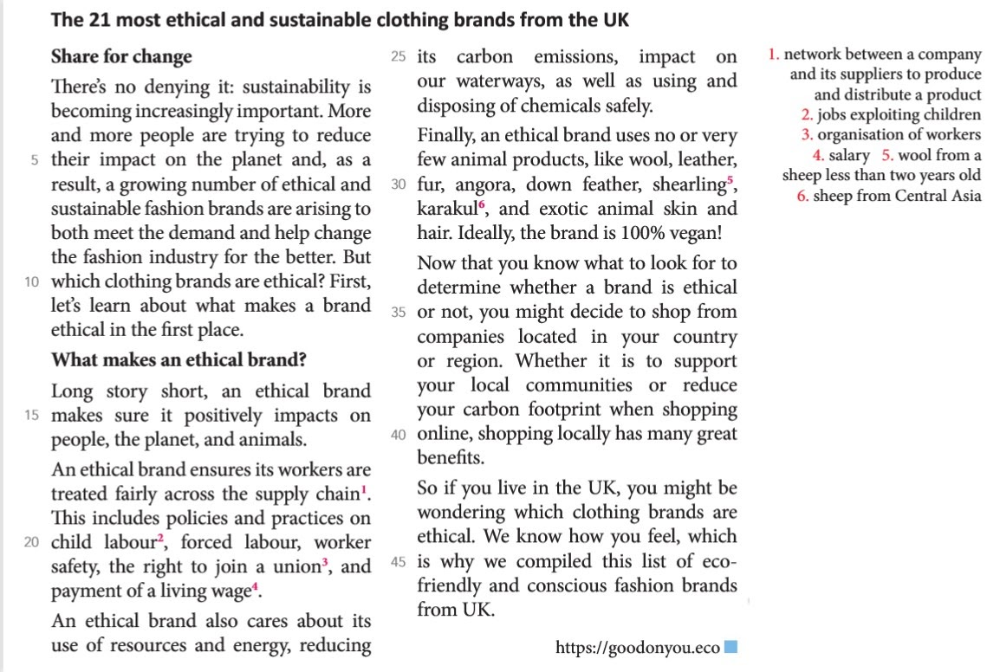 The 21 most ethical and sustainable clothing brands from the UK
Share for change
There's no denying it: sustainability is
becoming increasingly important. More
and more people are trying to reduce
5 their impact on the planet and, as a
result, a growing number of ethical and
sustainable fashion brands are arising to
both meet the demand and help change
the fashion industry for the better. But
10 which clothing brands are ethical? First,
let's learn about what makes a brand
ethical in the first place.
What makes an ethical brand?
Long story short, an ethical brand
15 makes sure it positively impacts on
people, the planet, and animals.
An ethical brand ensures its workers are
treated fairly across the supply chain¹.
This includes policies and practices on
20 child labour², forced labour, worker
safety, the right to join a union³, and
payment of a living wage⁴.
An ethical brand also cares about its
use of resources and energy, reducing
25 its carbon emissions, impact on
our waterways, as well as using and
disposing of chemicals safely.
Finally, an ethical brand uses no or very
few animal products, like wool, leather,
30 fur, angora, down feather, shearling⁵,
karakul⁶, and exotic animal skin and
hair. Ideally, the brand is 100% vegan!
Now that you know what to look for to
determine whether a brand is ethical
35 or not, you might decide to shop from
companies located in your country
or region. Whether it is to support
your local communities or reduce
your carbon footprint when shopping
40 online, shopping locally has many great
benefits.
So if you live in the UK, you might be
wondering which clothing brands are
ethical. We know how you feel, which
45 is why we compiled this list of eco-
friendly and conscious fashion brands
from UK.
https://goodonyou.eco
1. network between a company
and its suppliers to produce
and distribute a product
2. jobs exploiting children
3. organisation of workers
4. salary 5. wool from a
sheep less than two years old
6. sheep from Central Asia